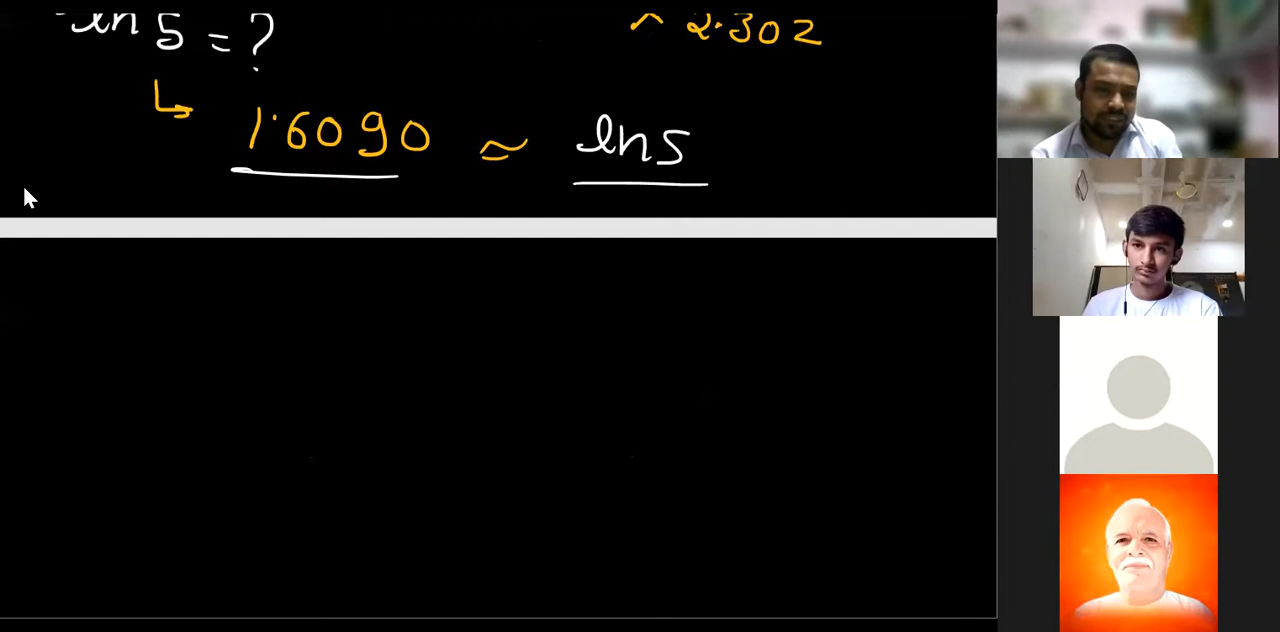 ln 5 = ? 2.302
↳ 1.6090 ≈ ln5